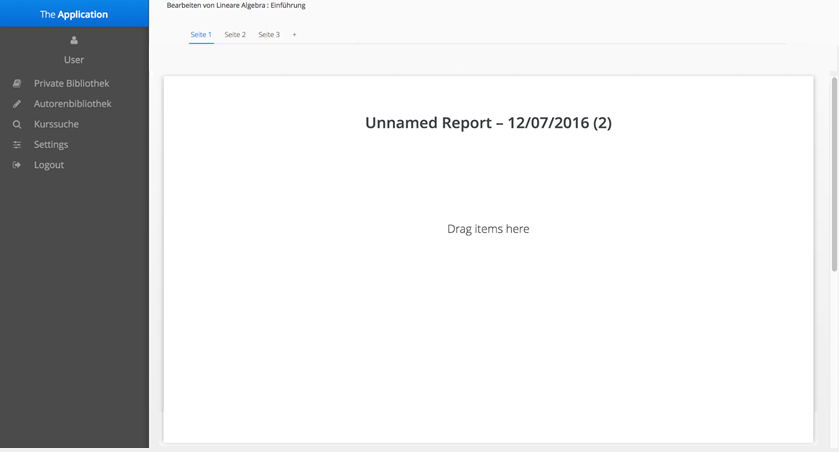 The Application
User
Private Bibliothek
Autorenbibliothek
Kurssuche
Settings
Logout
Bearbeiten von Lineare Algebra : Einführung
Seite 1 Seite 2 Seite 3 +
Unnamed Report – 12/07/2016 (2)
Drag items here